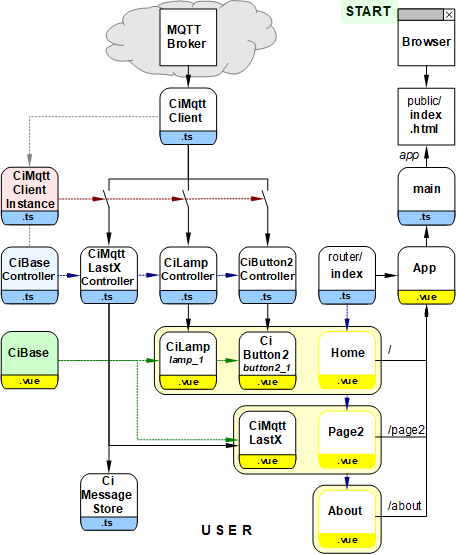 START
MQTT
Broker
Browser
CiMqtt
Client
.ts
public/
index
.html
app
CiMqtt
Client
Instance
.ts
main
.ts
CiBase
Controller
.ts
CiMqtt
LastX
Controller
.ts
CiLamp
Controller
.ts
CiButton2
Controller
.ts
router/
index
.ts
App
.vue
CiBase
.vue
CiLamp
lamp_1
.vue
Ci
Button2
button2_1
.vue
Home
.vue
/
CiMqtt
LastX
.vue
Page2
.vue
/page2
Ci
Message
Store
.ts
About
.vue
/about
USER